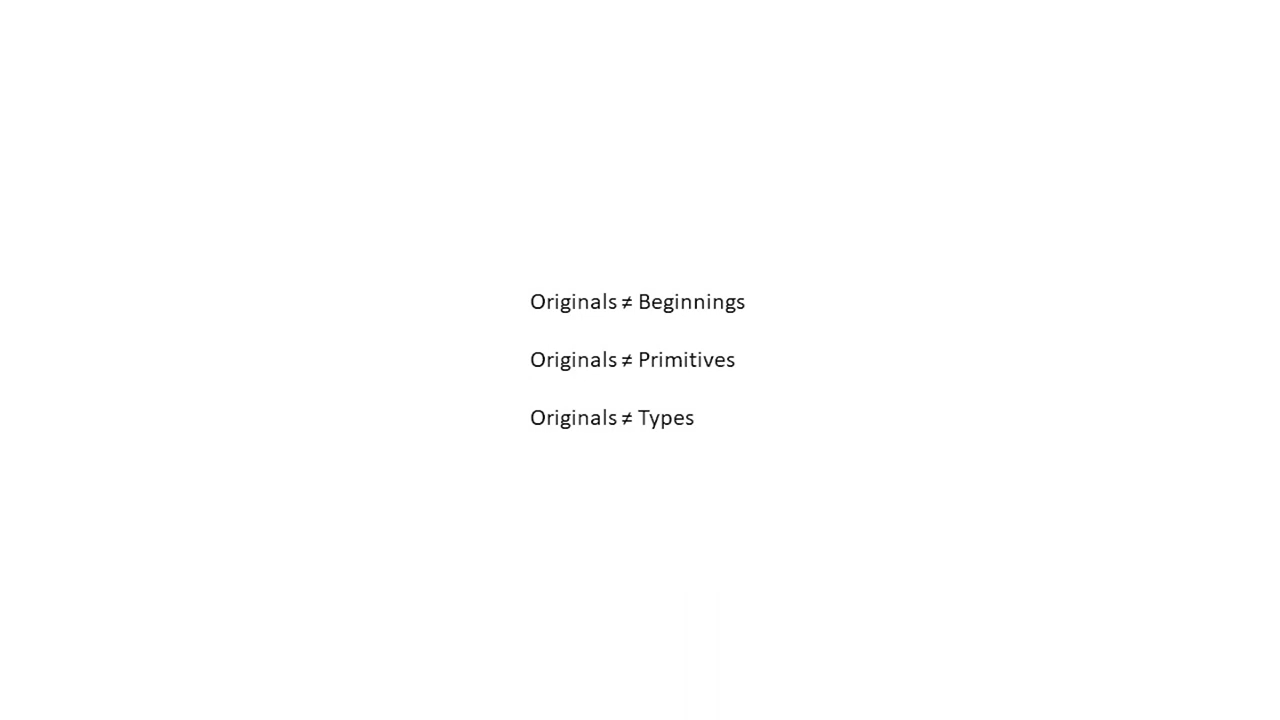 Originals ≠ Beginnings
Originals ≠ Primitives
Originals ≠ Types